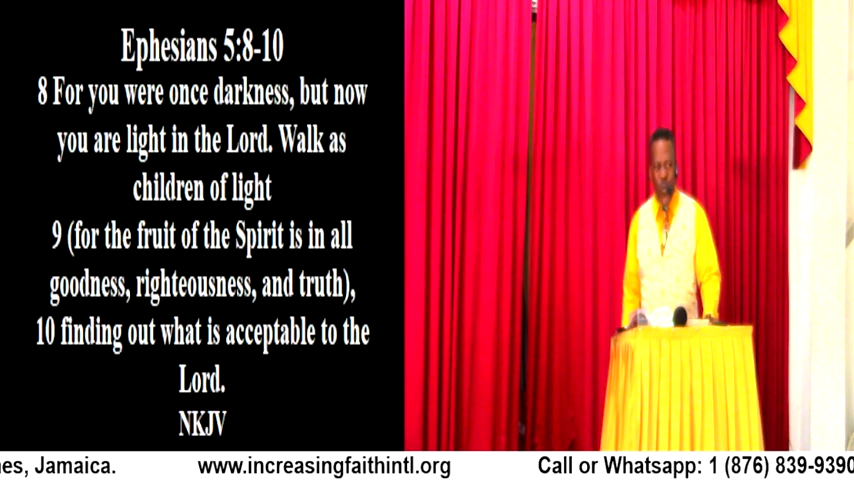 Ephesians 5:8-10
8 For you were once darkness, but now
you are light in the Lord. Walk as
children of light
9 (for the fruit of the Spirit is in all
goodness, righteousness, and truth),
10 finding out what is acceptable to the
Lord.
NKJV
es, Jamaica. www.increasingfaithintl.org Call or Whatsapp: 1 (876) 839-9390